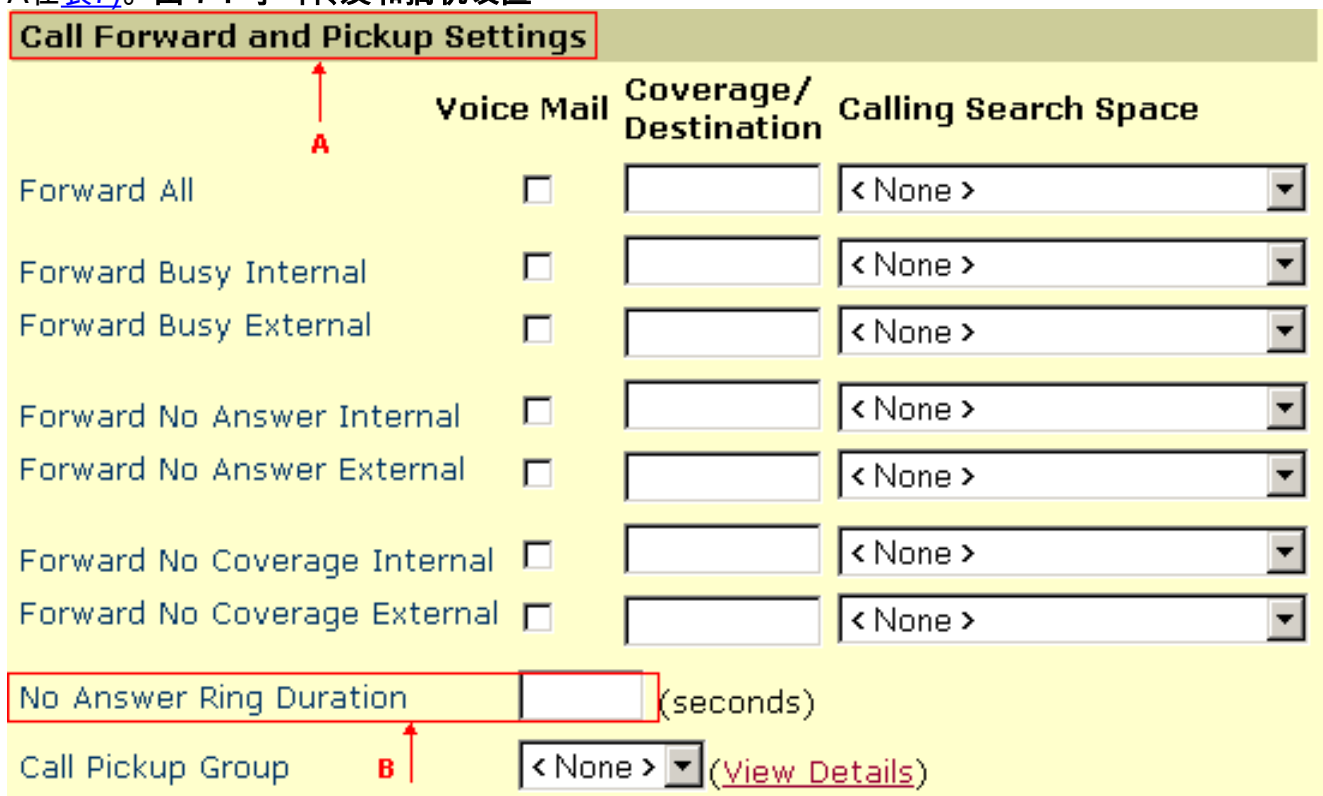 Call Forward and Pickup Settings
A
Voice Mail Coverage/ Destination Calling Search Space
Forward All < None >
Forward Busy Internal < None >
Forward Busy External < None >
Forward No Answer Internal < None >
Forward No Answer External < None >
Forward No Coverage Internal < None >
Forward No Coverage External < None >
No Answer Ring Duration (seconds)
Call Pickup Group B < None > (View Details)